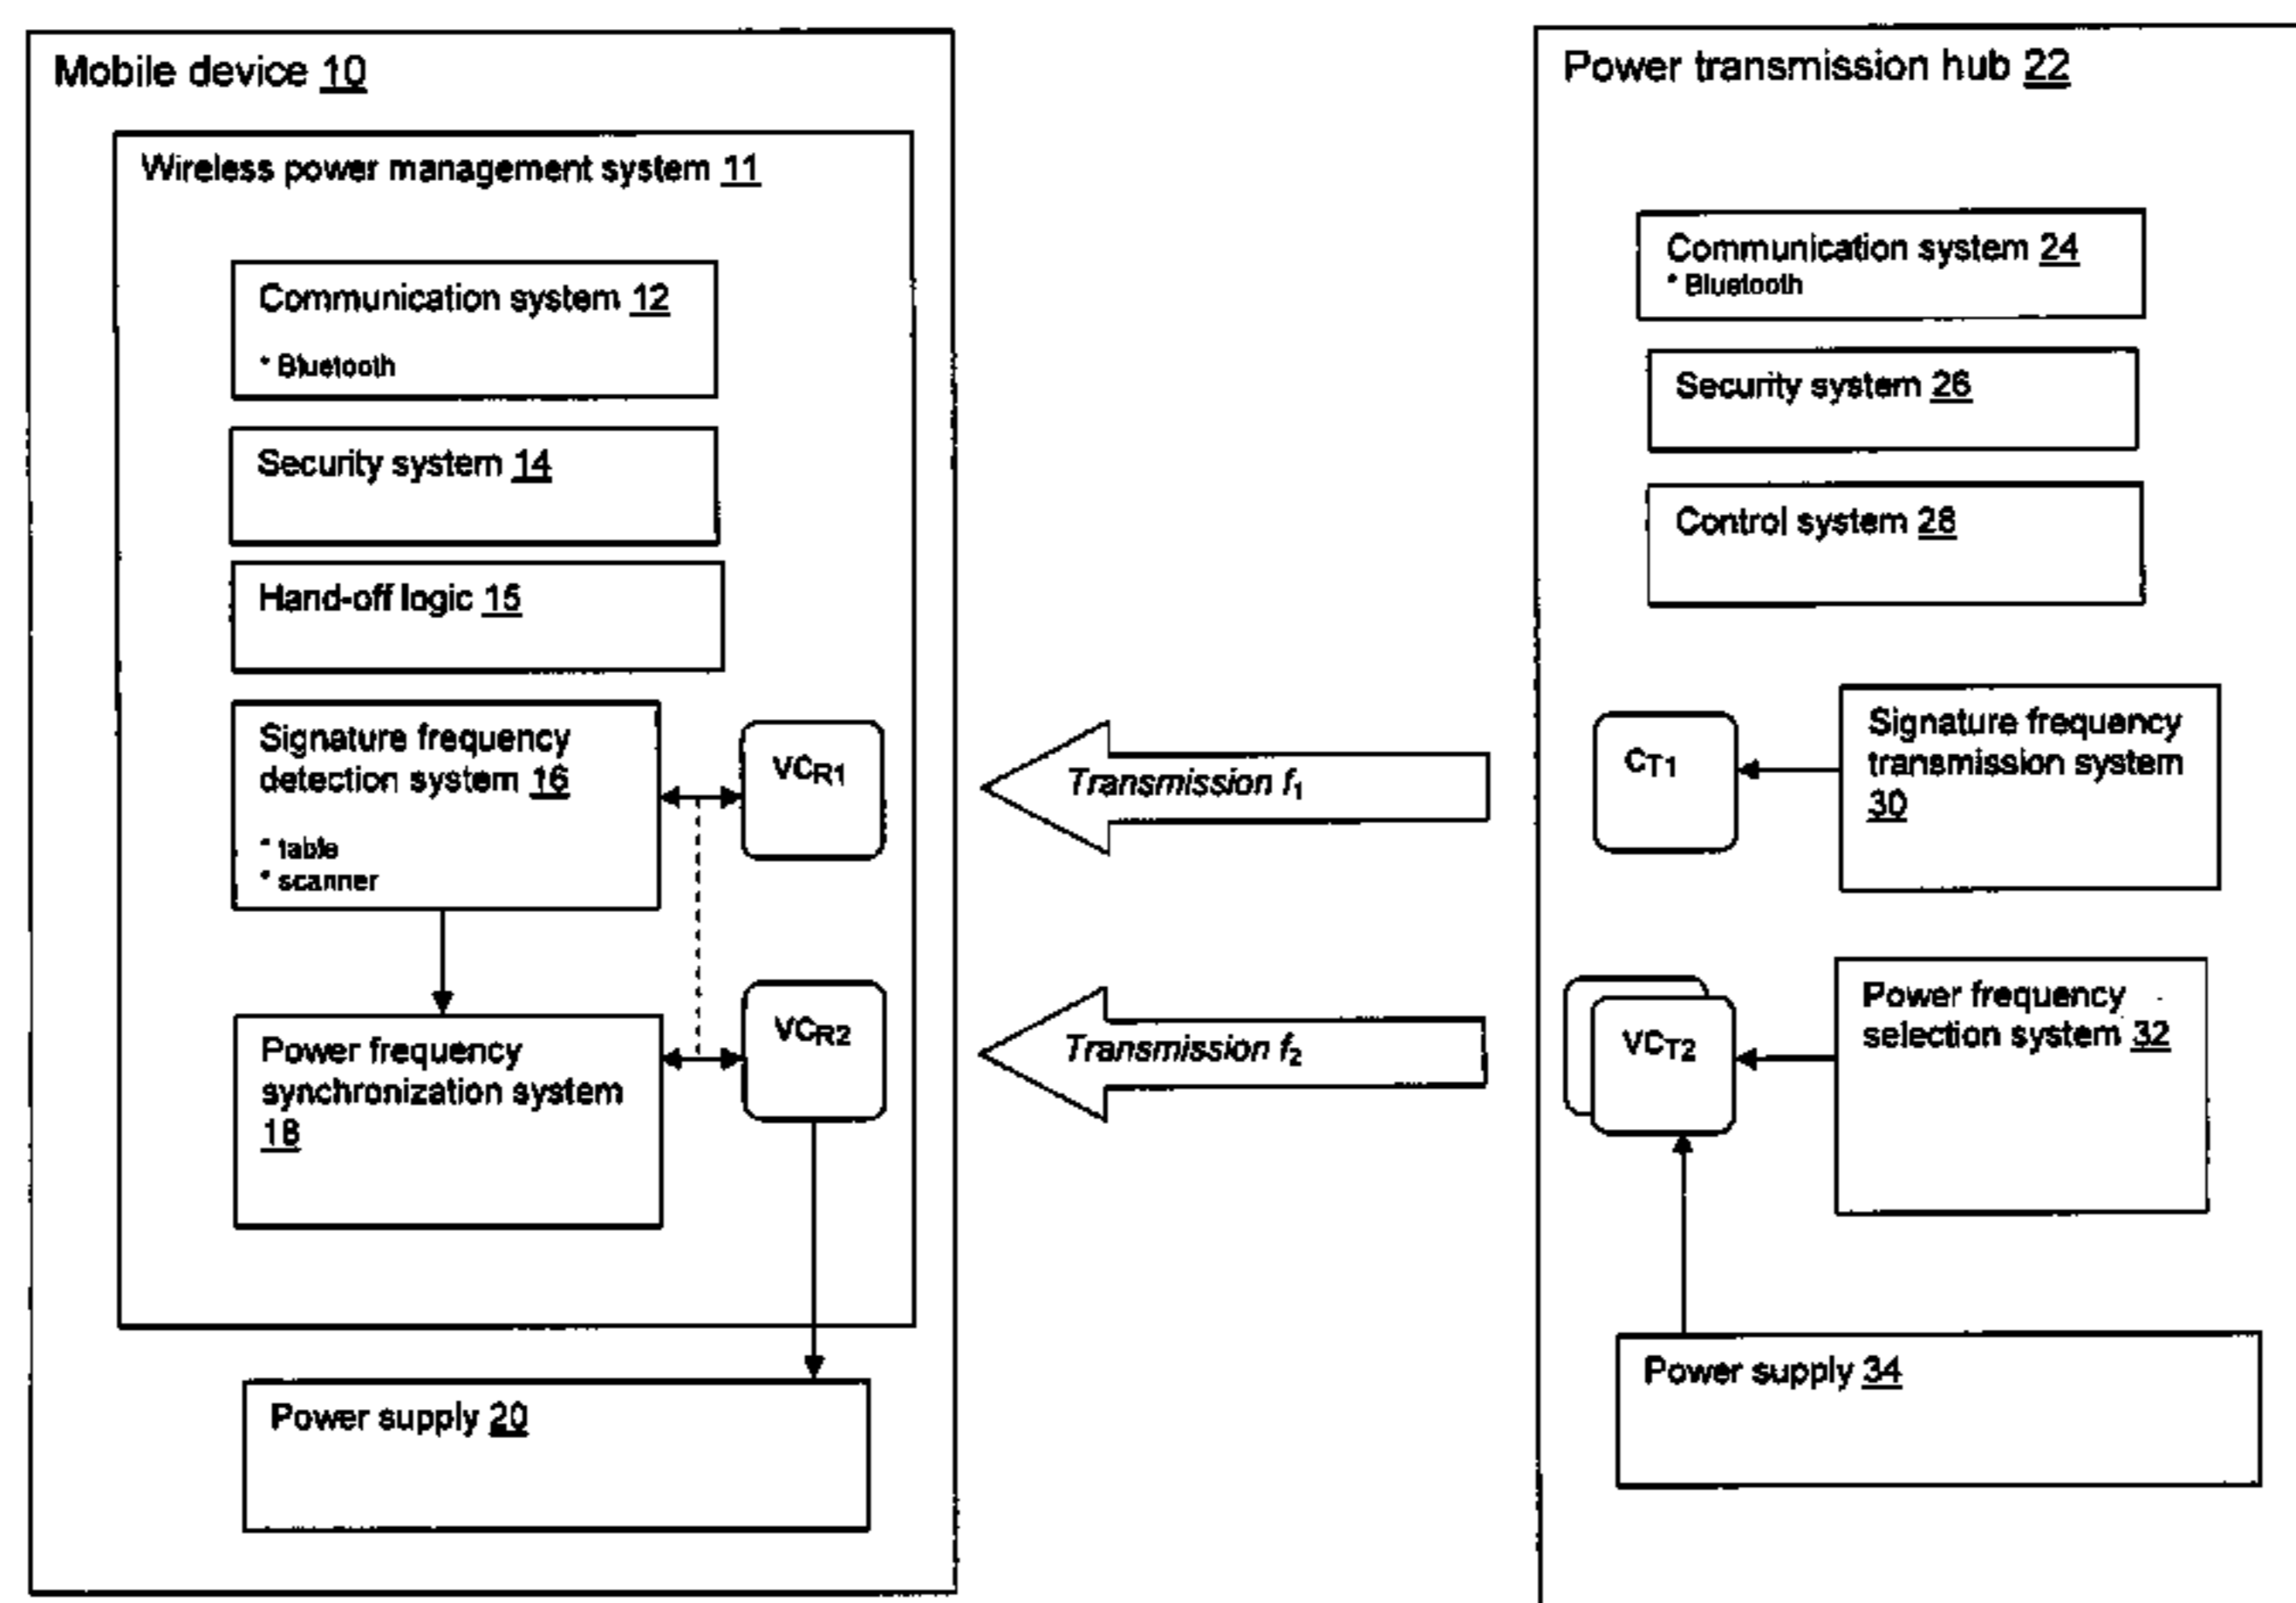 Mobile device 10
Wireless power management system 11
Communication system 12
* Bluetooth
Security system 14
Hand-off logic 15
Signature frequency
detection system 16
* table
* scanner
VCR1
Power frequency
synchronization system
18
VCR2
Power supply 20
Transmission f1
Transmission f2
Power transmission hub 22
Communication system 24
* Bluetooth
Security system 26
Control system 28
CT1
Signature frequency
transmission system
30
VCT2
Power frequency
selection system 32
Power supply 34